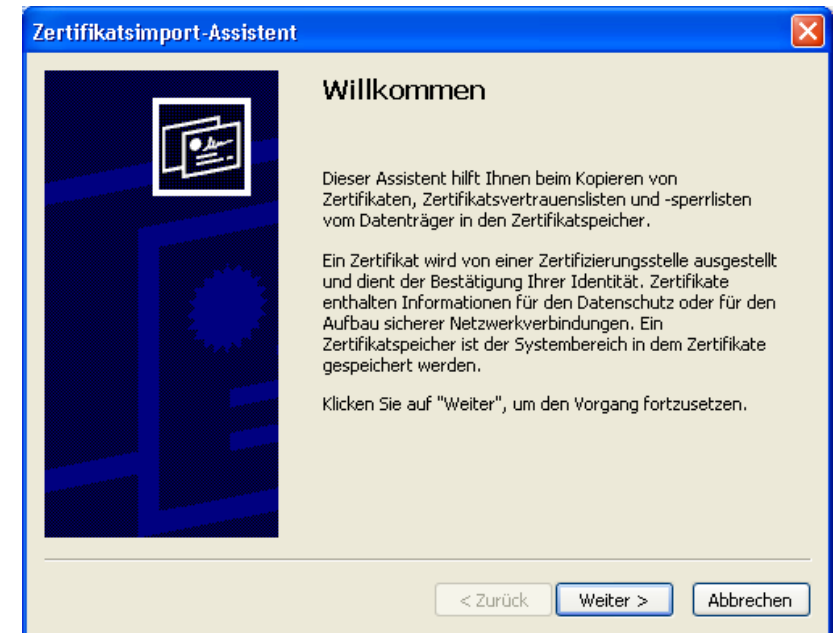 Zertifikatsimport-Assistent
Willkommen
Dieser Assistent hilft Ihnen beim Kopieren von
Zertifikaten, Zertifikatsvertrauenslisten und -sperrlisten
vom Datenträger in den Zertifikatspeicher.
Ein Zertifikat wird von einer Zertifizierungsstelle ausgestellt
und dient der Bestätigung Ihrer Identität. Zertifikate
enthalten Informationen für den Datenschutz oder für den
Aufbau sicherer Netzwerkverbindungen. Ein
Zertifikatspeicher ist der Systembereich in dem Zertifikate
gespeichert werden.
Klicken Sie auf "Weiter", um den Vorgang fortzusetzen.
< Zurück Weiter > Abbrechen